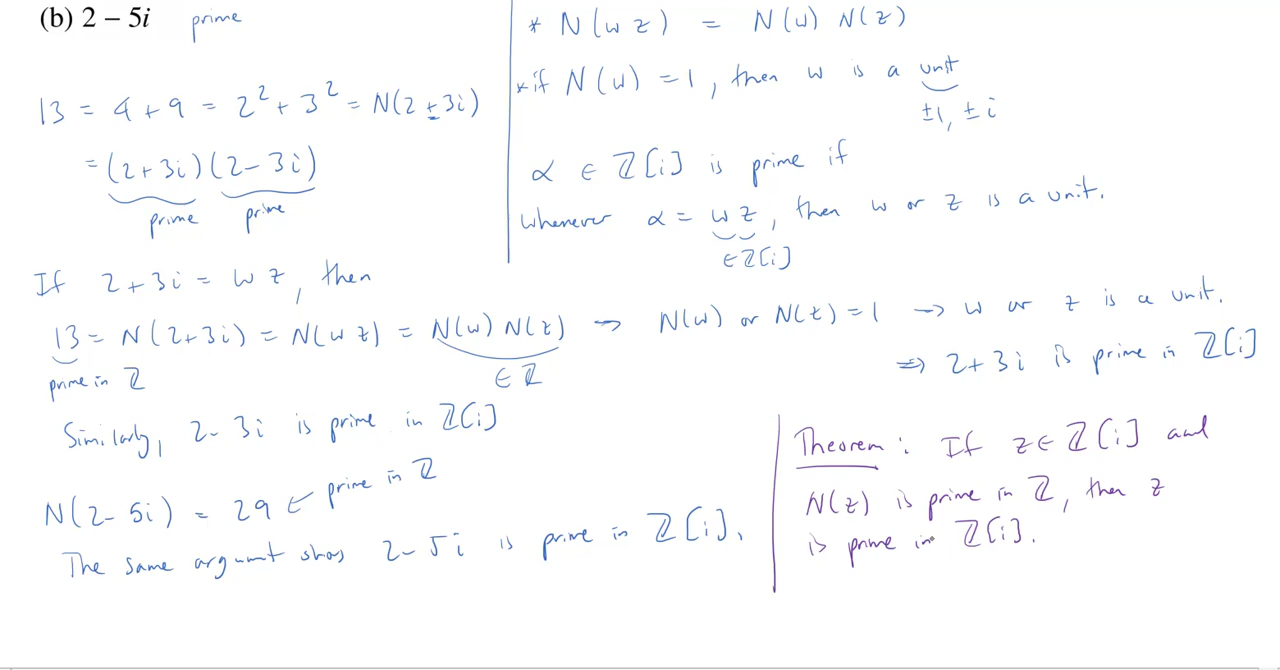 (b) 2 – 5i prime
13 = 4 + 9 = 2² + 3² = N(2 ± 3i)
= (2+3i)(2-3i)
prime prime
* N(wz) = N(w) N(z)
* if N(w) = 1, then w is a unit
±1, ±i
α ∈ ℤ[i] is prime if
whenever α = wz, then w or z is a unit.
∈ ℤ[i]
If 2+3i = wz, then
13 = N(2+3i) = N(wz) = N(w) N(z) → N(w) or N(z) = 1 → w or z is a unit.
prime in ℤ ∈ ℤ ⇒ 2+3i is prime in ℤ[i]
Similarly, 2-3i is prime in ℤ[i]
N(2-5i) = 29 ← prime in ℤ
The same argument shows 2-5i is prime in ℤ[i].
Theorem: If z ∈ ℤ[i] and
N(z) is prime in ℤ, then z
is prime in ℤ[i].